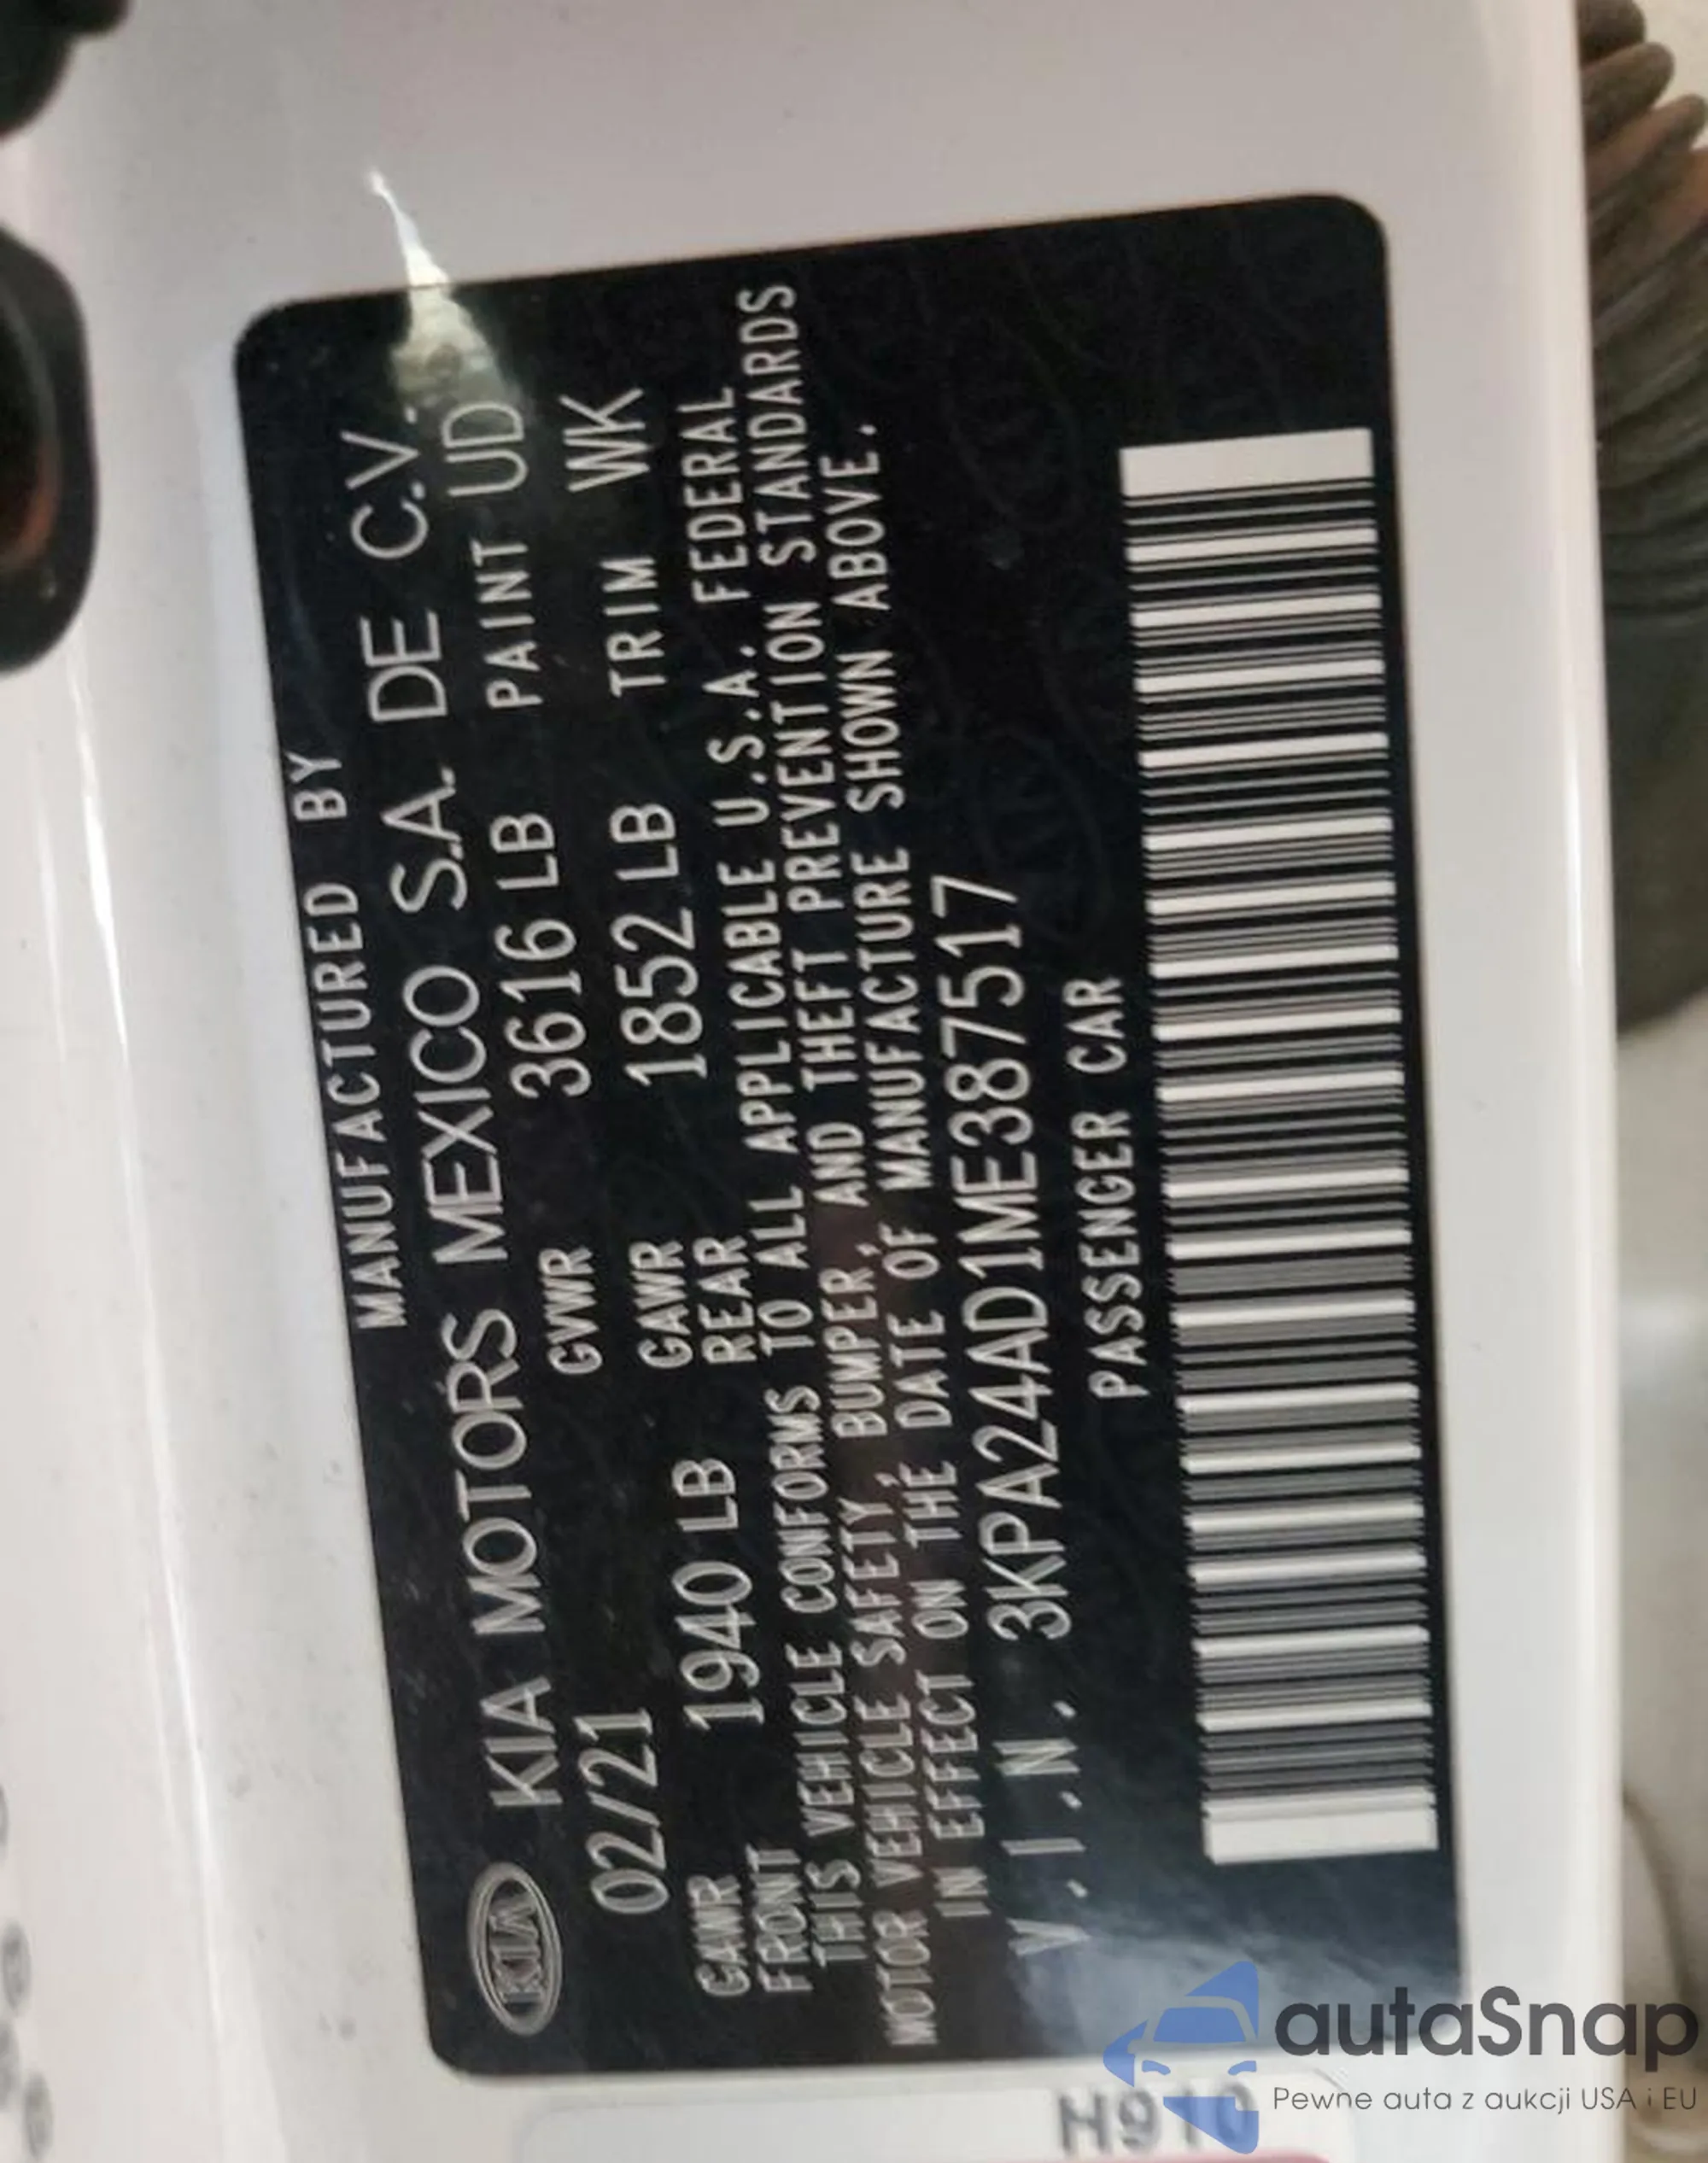 MANUFACTURED BY
KIA KIA MOTORS MEXICO S.A. DE C.V.
02/21 GVWR 3616 LB PAINT UD
GAWR FRONT 1940 LB GAWR REAR 1852 LB TRIM WK
THIS VEHICLE CONFORMS TO ALL APPLICABLE U.S.A. FEDERAL
MOTOR VEHICLE SAFETY, BUMPER, AND THEFT PREVENTION STANDARDS
IN EFFECT ON THE DATE OF MANUFACTURE SHOWN ABOVE.
V.I.N. 3KPA24AD1ME387517
PASSENGER CAR
H910
autaSnap
Pewne auta z aukcji USA i EU